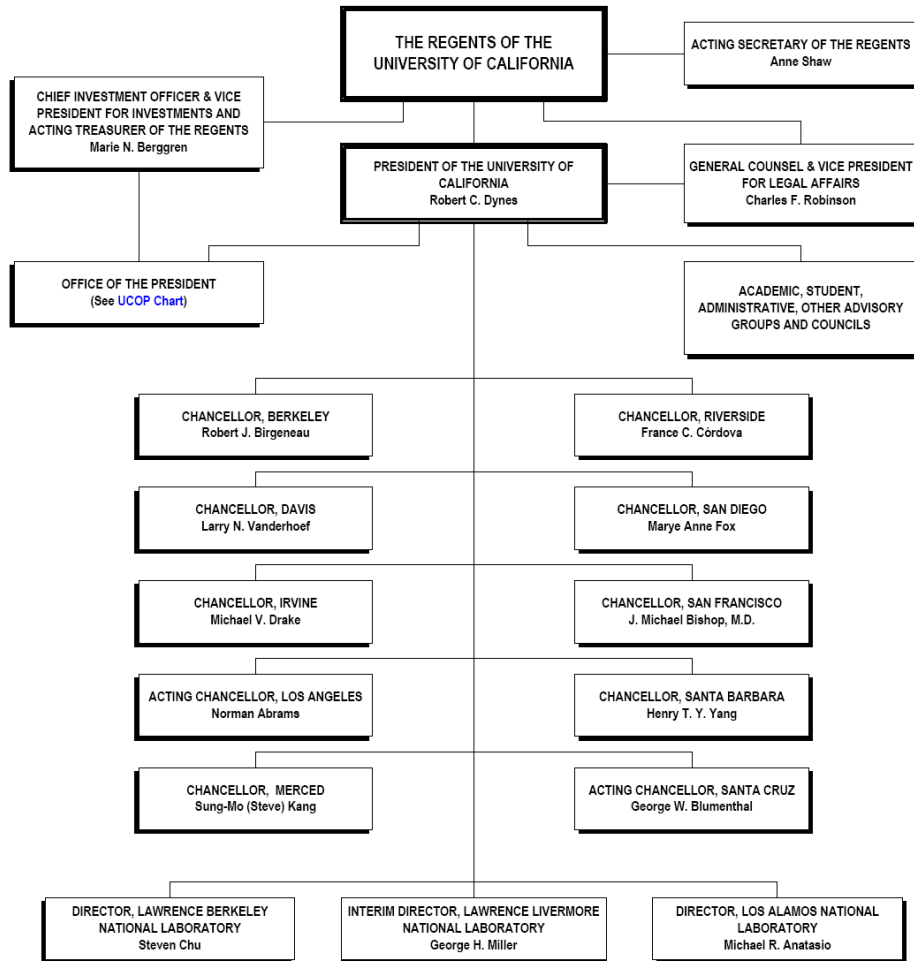 THE REGENTS OF THE
UNIVERSITY OF CALIFORNIA
ACTING SECRETARY OF THE REGENTS
Anne Shaw
CHIEF INVESTMENT OFFICER & VICE
PRESIDENT FOR INVESTMENTS AND
ACTING TREASURER OF THE REGENTS
Marie N. Berggren
PRESIDENT OF THE UNIVERSITY OF
CALIFORNIA
Robert C. Dynes
GENERAL COUNSEL & VICE PRESIDENT
FOR LEGAL AFFAIRS
Charles F. Robinson
OFFICE OF THE PRESIDENT
(See UCOP Chart)
ACADEMIC, STUDENT,
ADMINISTRATIVE, OTHER ADVISORY
GROUPS AND COUNCILS
CHANCELLOR, BERKELEY
Robert J. Birgeneau
CHANCELLOR, RIVERSIDE
France C. Córdova
CHANCELLOR, DAVIS
Larry N. Vanderhoef
CHANCELLOR, SAN DIEGO
Marye Anne Fox
CHANCELLOR, IRVINE
Michael V. Drake
CHANCELLOR, SAN FRANCISCO
J. Michael Bishop, M.D.
ACTING CHANCELLOR, LOS ANGELES
Norman Abrams
CHANCELLOR, SANTA BARBARA
Henry T. Y. Yang
CHANCELLOR, MERCED
Sung-Mo (Steve) Kang
ACTING CHANCELLOR, SANTA CRUZ
George W. Blumenthal
DIRECTOR, LAWRENCE BERKELEY
NATIONAL LABORATORY
Steven Chu
INTERIM DIRECTOR, LAWRENCE LIVERMORE
NATIONAL LABORATORY
George H. Miller
DIRECTOR, LOS ALAMOS NATIONAL
LABORATORY
Michael R. Anatasio